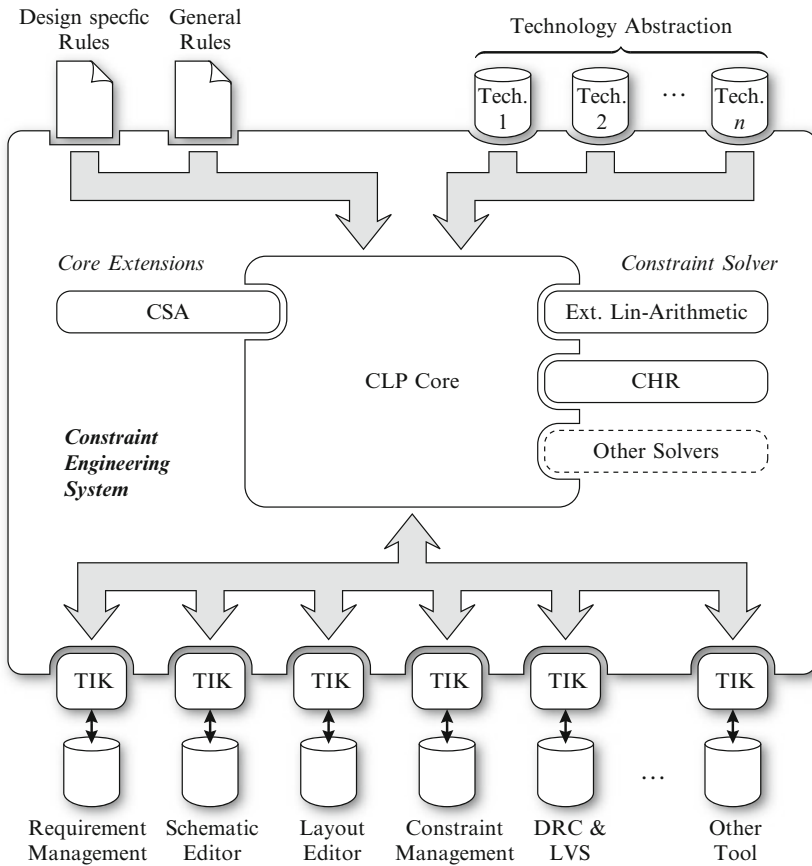 Design specfic
Rules
General
Rules
Technology Abstraction
Tech.
1
Tech.
2
...
Tech.
n
Core Extensions
Constraint Solver
CSA
Ext. Lin-Arithmetic
CLP Core
CHR
Other Solvers
Constraint
Engineering
System
TIK
TIK
TIK
TIK
TIK
TIK
...
Requirement
Management
Schematic
Editor
Layout
Editor
Constraint
Management
DRC &
LVS
Other
Tool